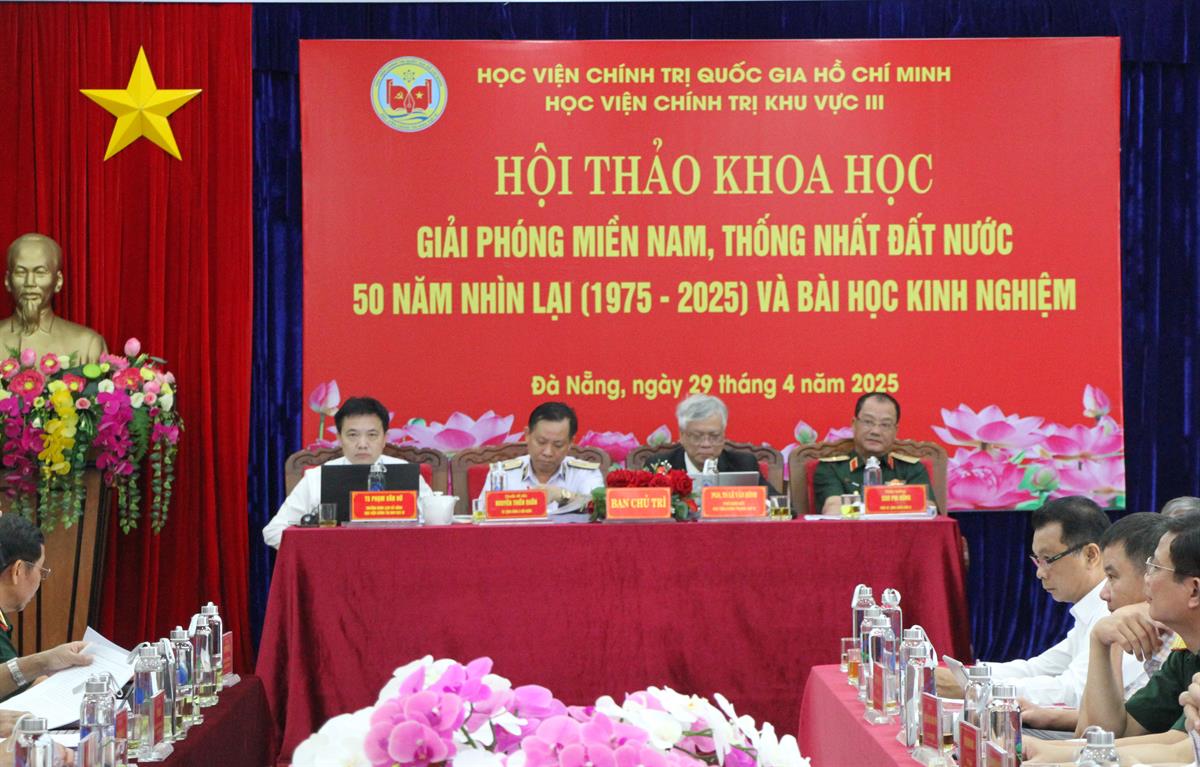 HỌC VIỆN CHÍNH TRỊ QUỐC GIA HỒ CHÍ MINH
HỌC VIỆN CHÍNH TRỊ KHU VỰC III
HỘI THẢO KHOA HỌC
GIẢI PHÓNG MIỀN NAM, THỐNG NHẤT ĐẤT NƯỚC
50 NĂM NHÌN LẠI (1975 - 2025) VÀ BÀI HỌC KINH NGHIỆM
Đà Nẵng, ngày 29 tháng 4 năm 2025
BAN CHỦ TRÌ